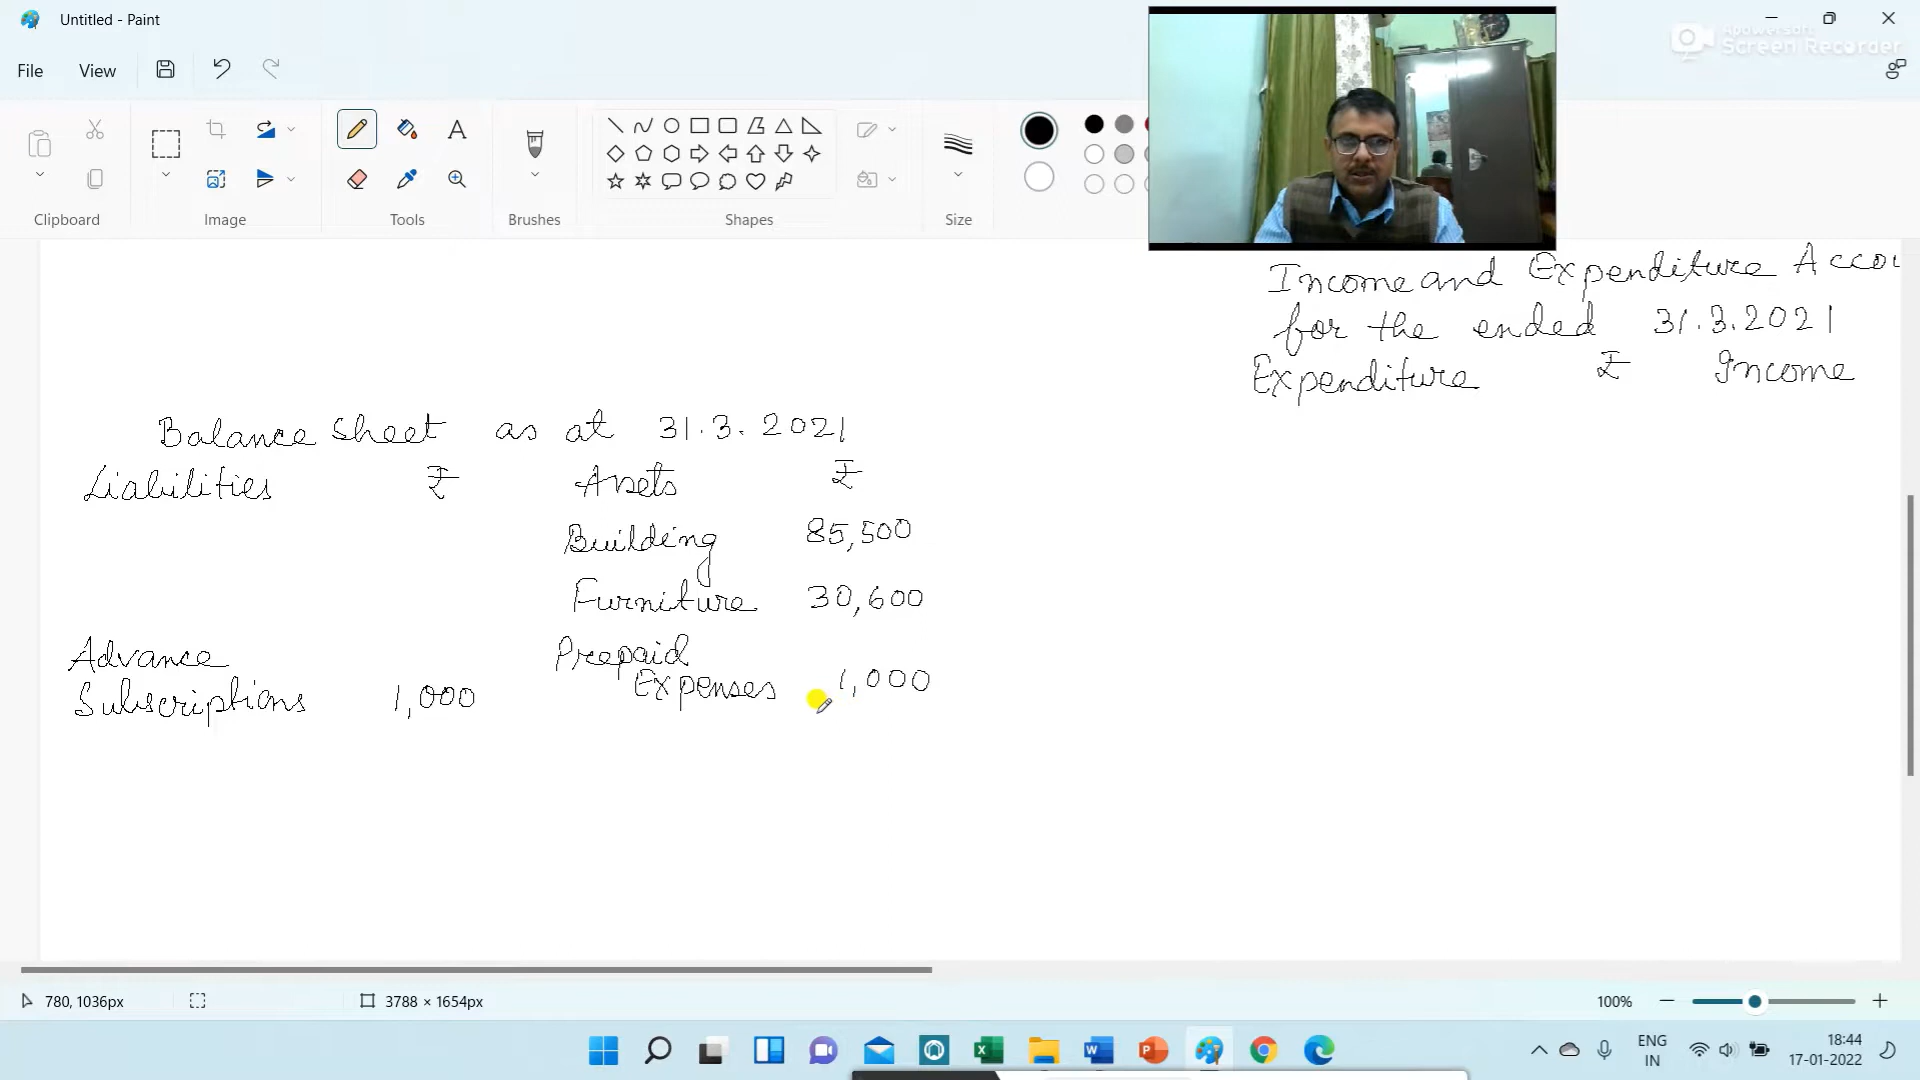 Untitled - Paint
Apowersoft
Screen Recorder
File View
Clipboard Image Tools Brushes Shapes Size
Income and Expenditure Accou
for the ended 31.3.2021
Expenditure ₹ Income
Balance Sheet as at 31.3.2021
Liabilities ₹ Assets ₹
Building 85,500
Furniture 30,600
Advance Prepaid
Subscriptions 1,000 Expenses 1,000
780, 1036px 3788 × 1654px 100%
ENG 18:44
IN 17-01-2022